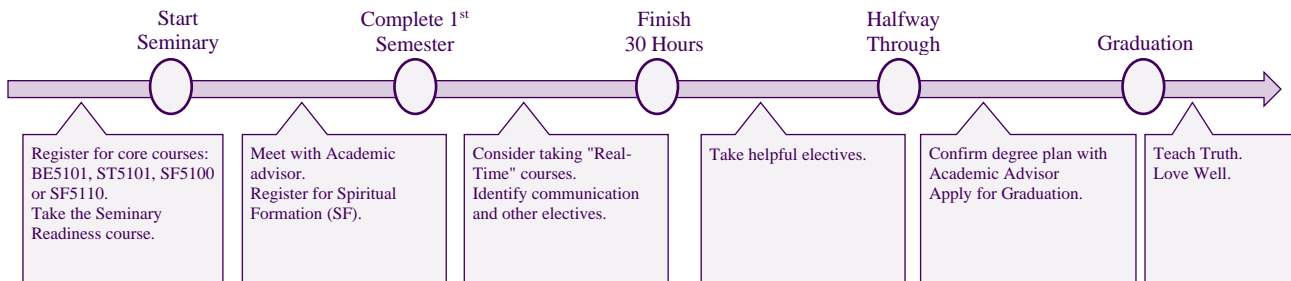 Start
Seminary
Complete 1st
Semester
Finish
30 Hours
Halfway
Through
Graduation
Register for core courses:
BE5101, ST5101, SF5100
or SF5110.
Take the Seminary
Readiness course.
Meet with Academic
advisor.
Register for Spiritual
Formation (SF).
Consider taking "Real-
Time" courses.
Identify communication
and other electives.
Take helpful electives.
Confirm degree plan with
Academic Advisor
Apply for Graduation.
Teach Truth.
Love Well.